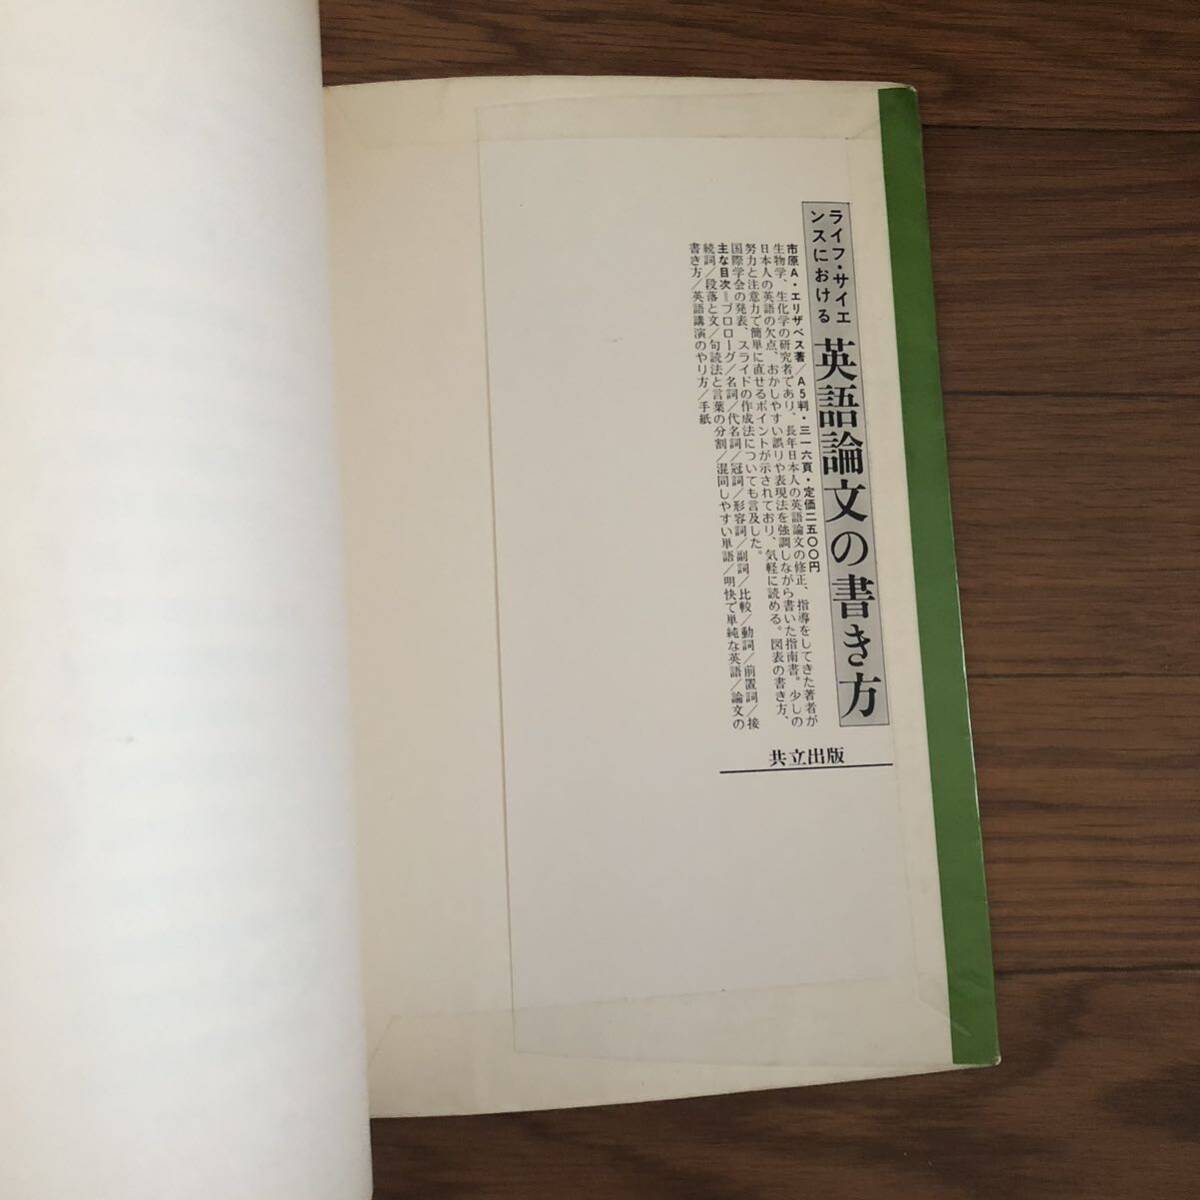 ライフ・サイエ
ンスにおける
英語論文の書き方
市原A・エリザベス著/A5判・三一六頁・定価二五〇〇円
生物学、生化学の研究者であり、長年日本人の英語論文の修正、指導をしてきた著者が
日本人の英語の欠点、おかしやすい誤りや表現法を強調しながら書いた指南書。少しの
努力と注意力で簡単に直せるポイントが示されており、気軽に読める。図表の書き方、
国際学会の発表、スライドの作成法についても言及した。
主な目次=プロローグ/名詞/代名詞/冠詞/形容詞/副詞/比較/動詞/前置詞/接
続詞/段落と文/句読法と言葉の分割/混同しやすい単語/明快で単純な英語/論文の
書き方/英語講演のやり方/手紙
共立出版